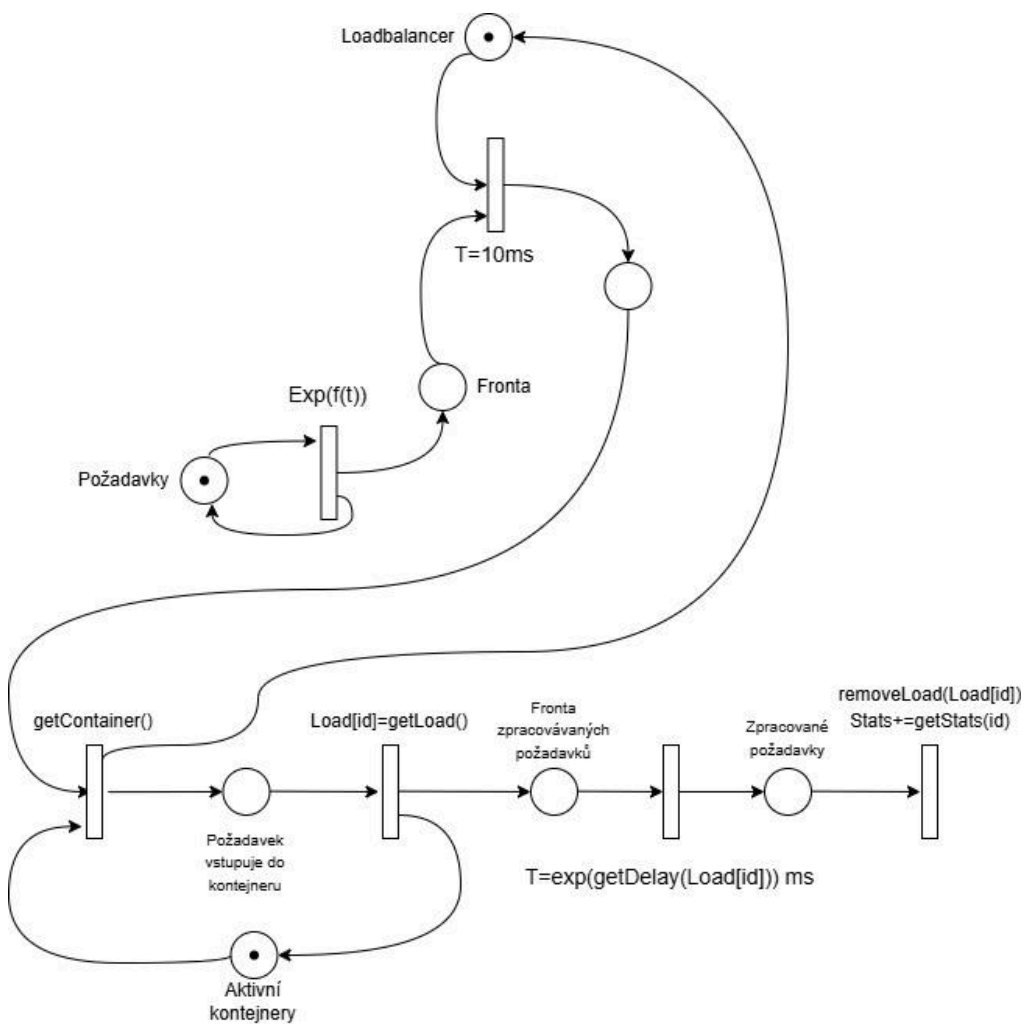 Loadbalancer
T=10ms
Exp(f(t))
Fronta
Požadavky
getContainer()
Load[id]=getLoad()
Fronta
zpracovávaných
požadavků
Zpracované
požadavky
removeLoad(Load[id])
Stats+=getStats(id)
Požadavek
vstupuje do
kontejneru
T=exp(getDelay(Load[id])) ms
Aktivní
kontejnery